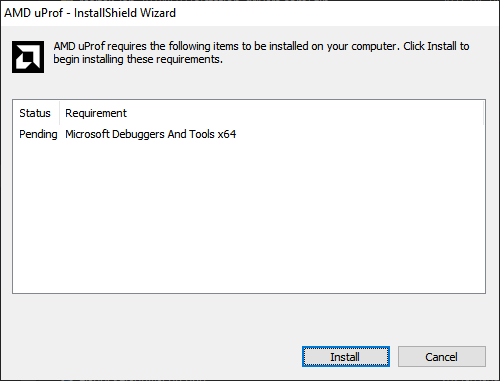 AMD uProf - InstallShield Wizard
AMD uProf requires the following items to be installed on your computer. Click Install to
begin installing these requirements.
Status Requirement
Pending Microsoft Debuggers And Tools x64
Install Cancel